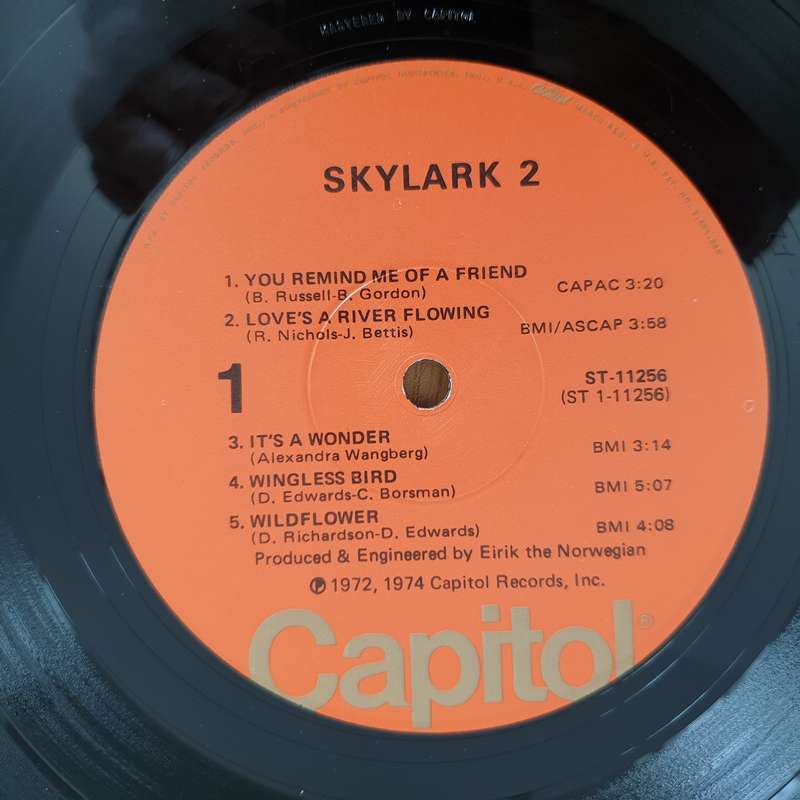 MASTERED BY CAPITOL
SKYLARK 2
1. YOU REMIND ME OF A FRIEND
(B. Russell-B. Gordon) CAPAC 3:20
2. LOVE'S A RIVER FLOWING
(R. Nichols-J. Bettis) BMI/ASCAP 3:58
1
ST-11256
(ST 1-11256)
3. IT'S A WONDER
(Alexandra Wangberg) BMI 3:14
4. WINGLESS BIRD
(D. Edwards-C. Borsman) BMI 5:07
5. WILDFLOWER
(D. Richardson-D. Edwards) BMI 4:08
Produced & Engineered by Eirik the Norwegian
℗ 1972, 1974 Capitol Records, Inc.
Capitol®